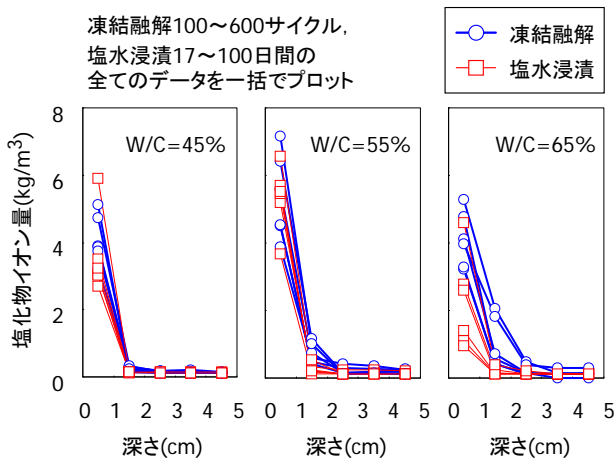 凍結融解100～600サイクル,
塩水浸漬17～100日間の
全てのデータを一括でプロット
凍結融解
塩水浸漬
塩化物イオン量(kg/m³)
8
6
4
2
0
W/C=45%
W/C=55%
W/C=65%
0 1 2 3 4 5
0 1 2 3 4 5
0 1 2 3 4 5
深さ(cm)
深さ(cm)
深さ(cm)